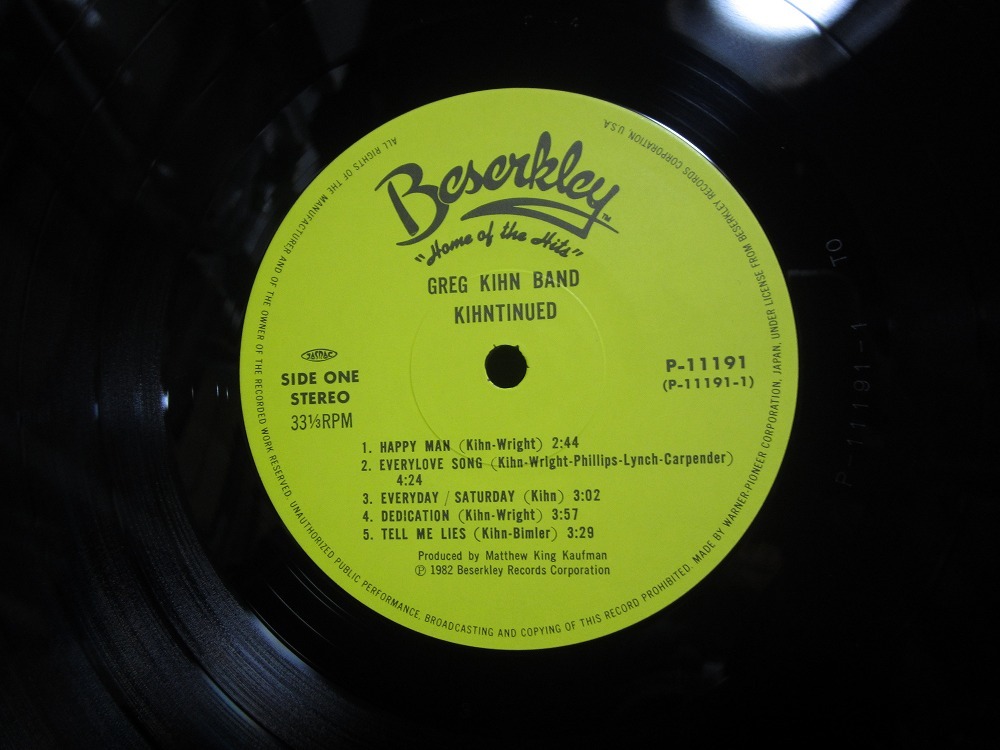 Beserkley™
"Home of the Hits"
GREG KIHN BAND
KIHNTINUED
JASRAC
SIDE ONE
STEREO
33⅓RPM
P-11191
(P-11191-1)
1. HAPPY MAN (Kihn-Wright) 2:44
2. EVERYLOVE SONG (Kihn-Wright-Phillips-Lynch-Carpender)
4:24
3. EVERYDAY / SATURDAY (Kihn) 3:02
4. DEDICATION (Kihn-Wright) 3:57
5. TELL ME LIES (Kihn-Bimler) 3:29
Produced by Matthew King Kaufman
Ⓟ 1982 Beserkley Records Corporation
ALL RIGHTS OF THE MANUFACTURER AND OF THE OWNER OF THE RECORDED WORK RESERVED. UNAUTHORIZED PUBLIC PERFORMANCE, BROADCASTING AND COPYING OF THIS RECORD PROHIBITED. MADE BY WARNER-PIONEER CORPORATION, JAPAN, UNDER LICENSE FROM BESERKLEY RECORDS CORPORATION, U.S.A.
P-11191-1
TO